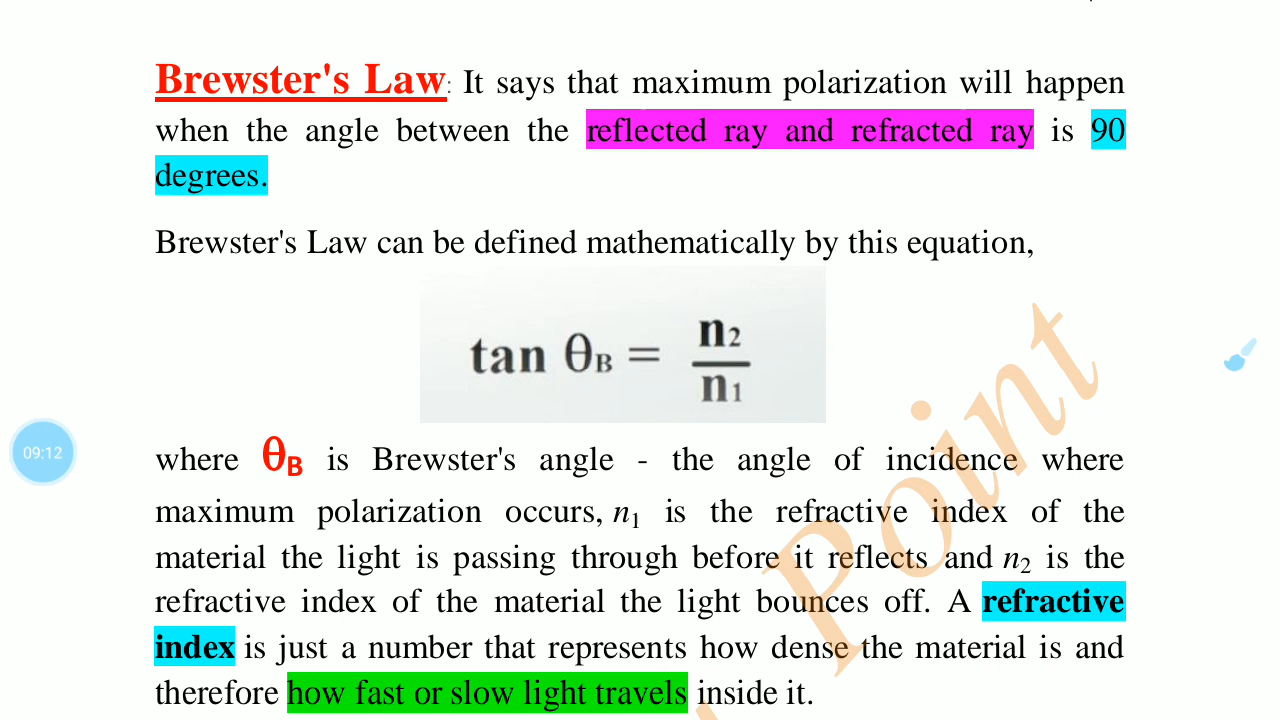 Brewster's Law: It says that maximum polarization will happen
when the angle between the reflected ray and refracted ray is 90
degrees.
Brewster's Law can be defined mathematically by this equation,
tan θB = n2
n1
where θB is Brewster's angle - the angle of incidence where
maximum polarization occurs, n1 is the refractive index of the
material the light is passing through before it reflects and n2 is the
refractive index of the material the light bounces off. A refractive
index is just a number that represents how dense the material is and
therefore how fast or slow light travels inside it.
09:12
Point